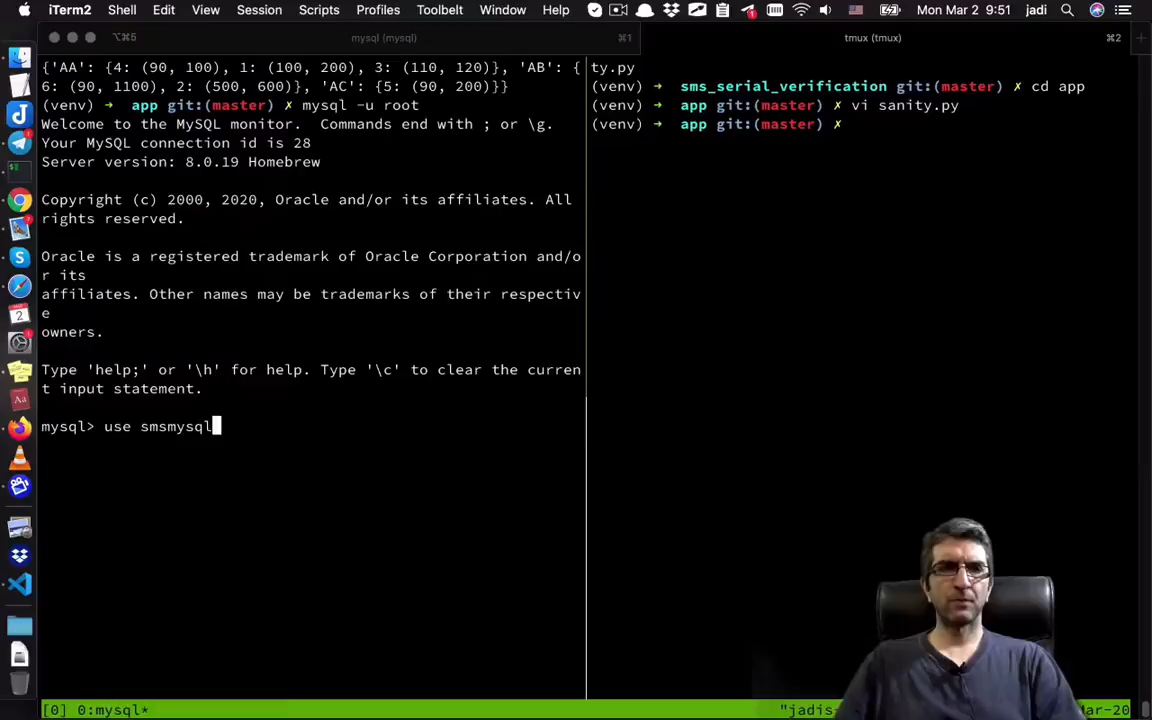 iTerm2 Shell Edit View Session Scripts Profiles Toolbelt Window Help
Mon Mar 2 9:51 jadi
⌥⌘5 mysql (mysql) ⌘1 tmux (tmux) ⌘2
{'AA': {4: (90, 100), 1: (100, 200), 3: (110, 120)}, 'AB': {
6: (90, 1100), 2: (500, 600)}, 'AC': {5: (90, 200)}}
(venv) → app git:(master) ✗ mysql -u root
Welcome to the MySQL monitor.  Commands end with ; or \g.
Your MySQL connection id is 28
Server version: 8.0.19 Homebrew
Copyright (c) 2000, 2020, Oracle and/or its affiliates. All
rights reserved.
Oracle is a registered trademark of Oracle Corporation and/o
r its
affiliates. Other names may be trademarks of their respectiv
e
owners.
Type 'help;' or '\h' for help. Type '\c' to clear the curren
t input statement.
mysql> use smsmysql
ty.py
(venv) → sms_serial_verification git:(master) ✗ cd app
(venv) → app git:(master) ✗ vi sanity.py
(venv) → app git:(master) ✗
[0] 0:mysql*
"jadis-